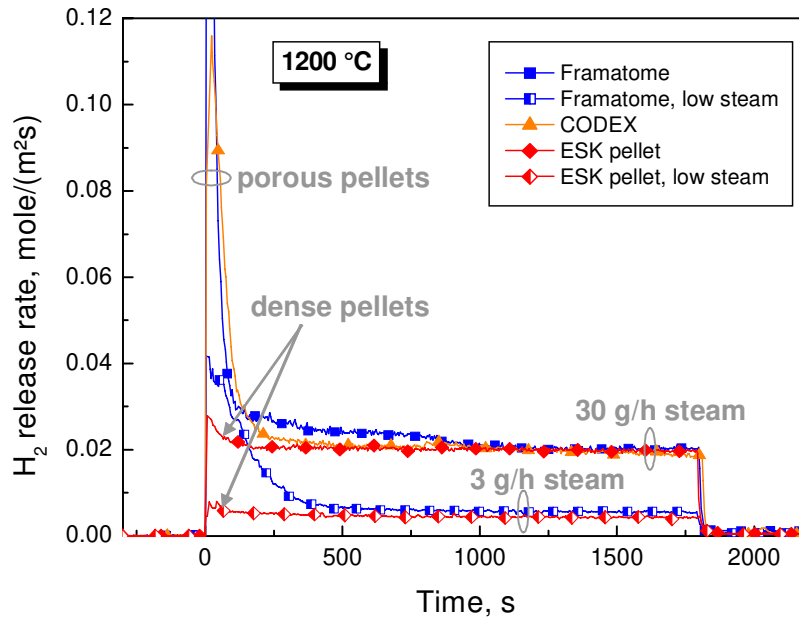 0.12
0.10
0.08
0.06
0.04
0.02
0.00
H₂ release rate, mole/(m²s)
1200 °C
Framatome
Framatome, low steam
CODEX
ESK pellet
ESK pellet, low steam
porous pellets
dense pellets
30 g/h steam
3 g/h steam
0 500 1000 1500 2000
Time, s